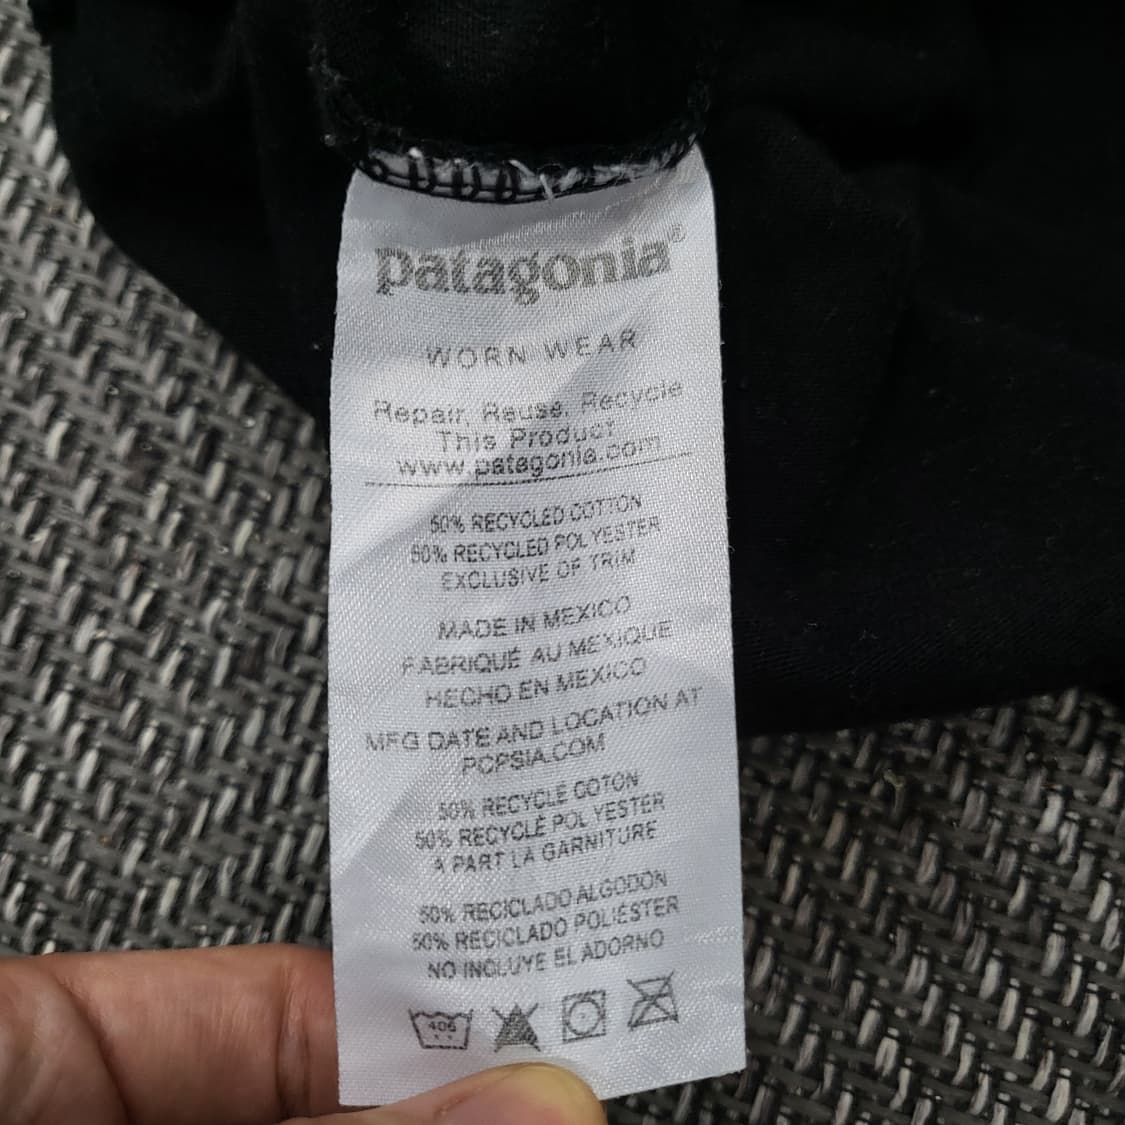 patagonia®
WORN WEAR
Repair, Reuse, Recycle
This Product
www.patagonia.com
50% RECYCLED COTTON
50% RECYCLED POLYESTER
EXCLUSIVE OF TRIM
MADE IN MEXICO
FABRIQUÉ AU MEXIQUE
HECHO EN MEXICO
MFG DATE AND LOCATION AT
POPSIA.COM
50% RECYCLÉ COTON
50% RECYCLÉ POLYESTER
À PART LA GARNITURE
50% RECICLADO ALGODÓN
50% RECICLADO POLIÉSTER
NO INCLUYE EL ADORNO